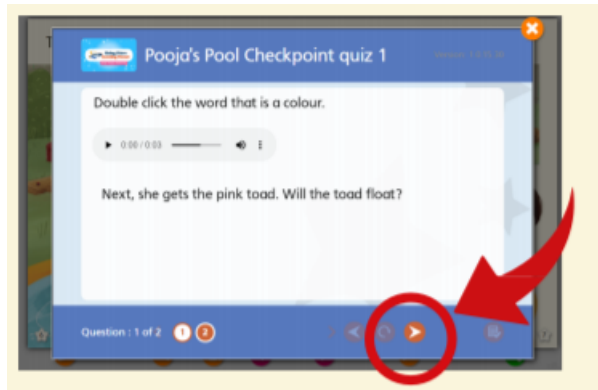 Pooja's Pool Checkpoint quiz 1
Double click the word that is a colour.
0:00 / 0:03
Next, she gets the pink toad. Will the toad float?
Question : 1 of 2 1 2